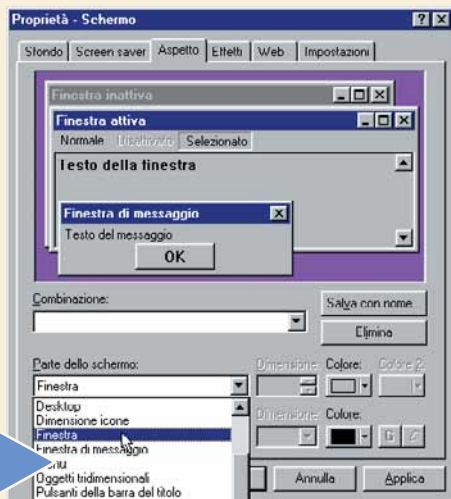 Proprietà - Schermo
Sfondo Screen saver Aspetto Effetti Web Impostazioni
Finestra inattiva
Finestra attiva
Normale Disattivato Selezionato
Testo della finestra
Finestra di messaggio
Testo del messaggio
OK
Combinazione:
Salva con nome...
Elimina
Parte dello schermo: Dimensione: Colore: Colore 2:
Finestra
Desktop
Dimensione icone Dimensione: Colore:
Finestra
Finestra di messaggio G C
Menu
Oggetti tridimensionali
Pulsanti della barra del titolo
Annulla Applica